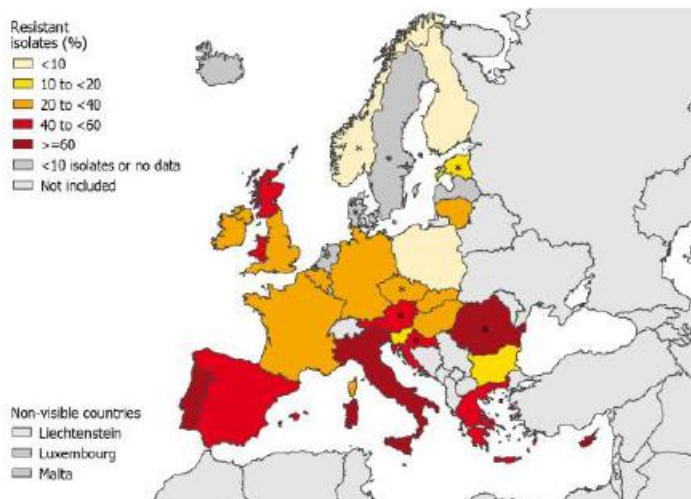 Resistant
isolates (%)
<10
10 to <20
20 to <40
40 to <60
>=60
<10 isolates or no data
Not included
Non-visible countries
Liechtenstein
Luxembourg
Malta